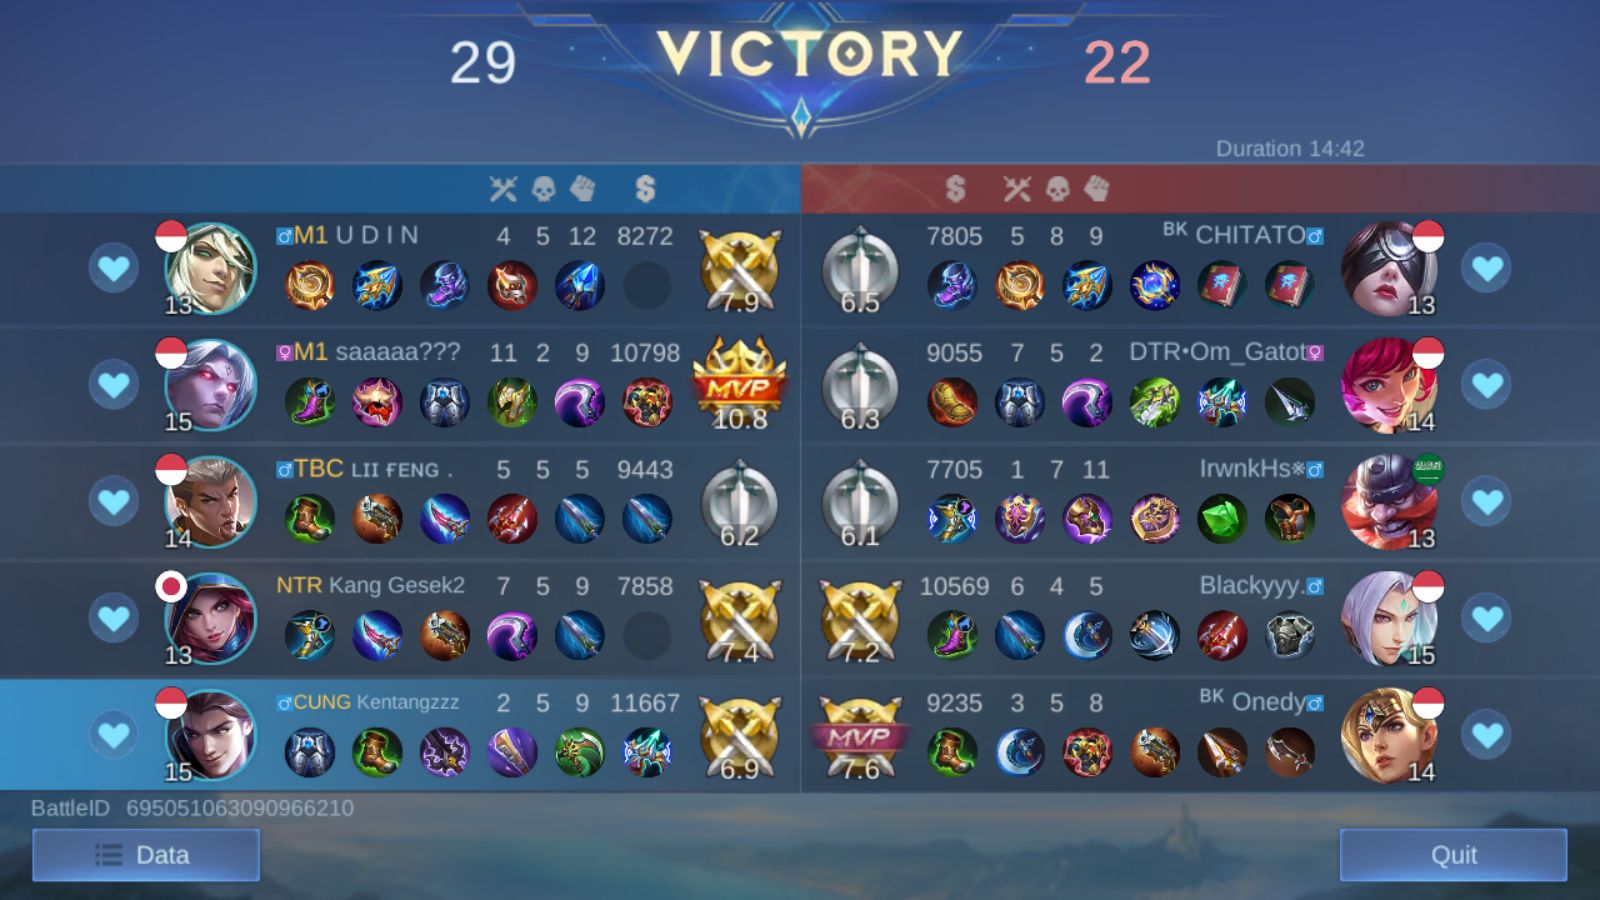 29 VICTORY 22
Duration 14:42
M1 U D I N 4 5 12 8272
13 7.9
6.5 7805 5 8 9 BK CHITATO
13
M1 saaaaa??? 11 2 9 10798
15 MVP 10.8
6.3 9055 7 5 2 DTR•Om_Gatot
14
TBC LII FENG . 5 5 5 9443
14 6.2
6.1 7705 1 7 11 IrwnkHs※
13
NTR Kang Gesek2 7 5 9 7858
13 7.4
7.2 10569 6 4 5 Blackyyy.
15
CUNG Kentangzzz 2 5 9 11667
15 6.9
MVP 7.6 9235 3 5 8 BK Onedy
14
BattleID 695051063090966210
Data
Quit